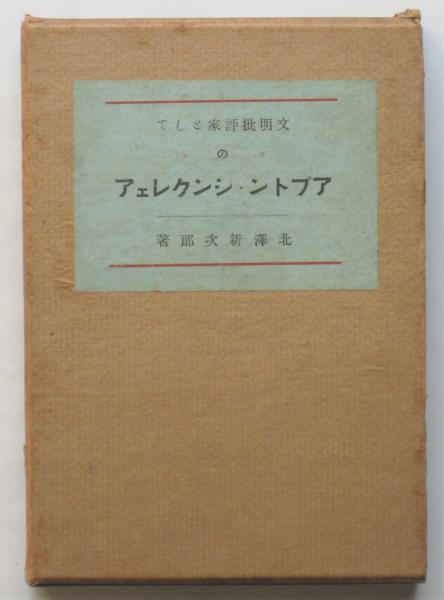 文明批評家として
の
アプトン・シンクレェア
北澤新次郎著